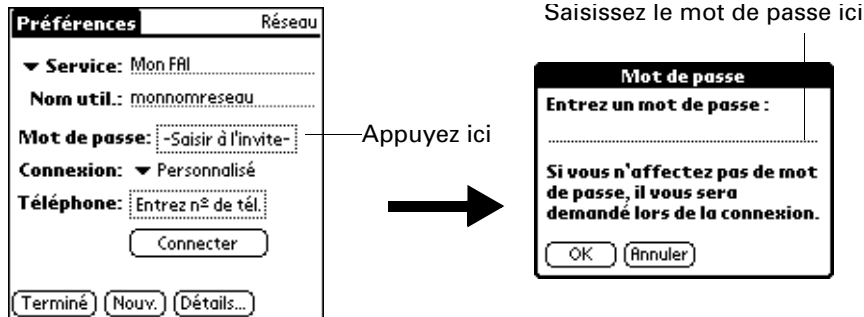 Préférences Réseau
Service: Mon FAI
Nom util.: monnomreseau
Mot de passe: -Saisir à l'invite-
Appuyez ici
Connexion: Personnalisé
Téléphone: Entrez nº de tél.
Connecter
Terminé Nouv. Détails...
Saisissez le mot de passe ici
Mot de passe
Entrez un mot de passe :
Si vous n'affectez pas de mot
de passe, il vous sera
demandé lors de la connexion.
OK Annuler